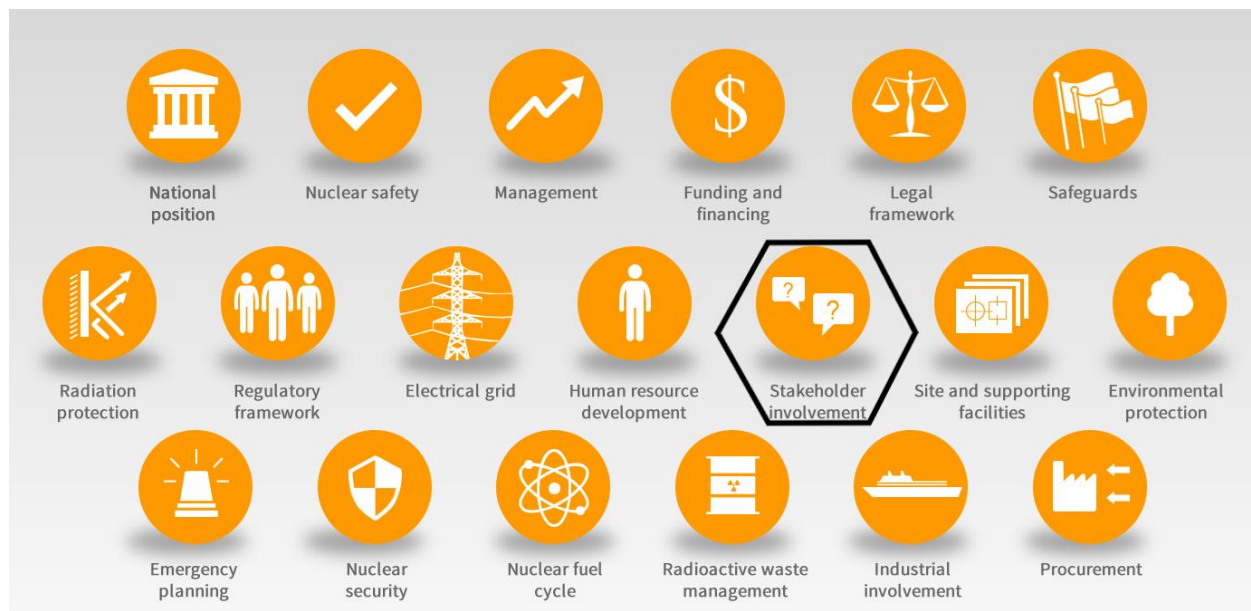 $
National
position
Nuclear safety
Management
Funding and
financing
Legal
framework
Safeguards
?
?
Radiation
protection
Regulatory
framework
Electrical grid
Human resource
development
Stakeholder
involvement
Site and supporting
facilities
Environmental
protection
Emergency
planning
Nuclear
security
Nuclear fuel
cycle
Radioactive waste
management
Industrial
involvement
Procurement